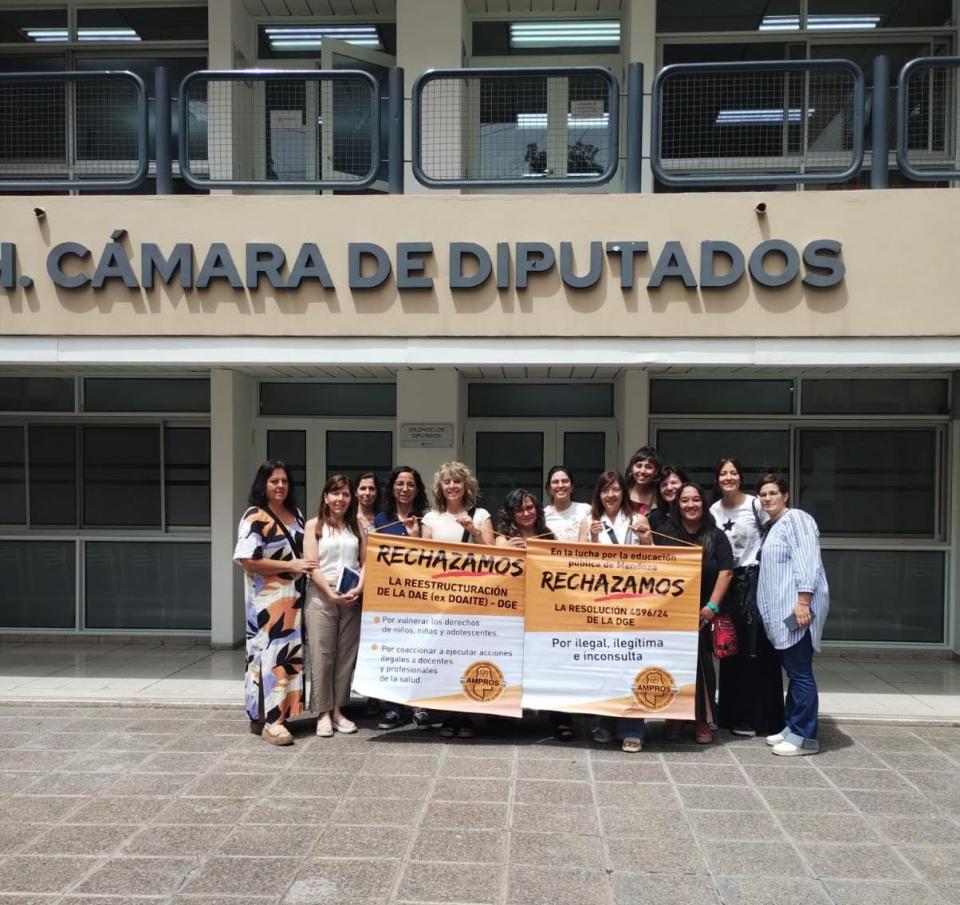 H. CÁMARA DE DIPUTADOS
SALÓN DE LOS
DIPUTADOS
RECHAZAMOS
LA REESTRUCTURACIÓN
DE LA DAE (ex DOAITE) - DGE
• Por vulnerar los derechos
de niños, niñas y adolescentes.
• Por coaccionar a ejecutar acciones
ilegales a docentes
y profesionales
de la salud.
AMPROS
En la lucha por la educación
pública de Mendoza
RECHAZAMOS
LA RESOLUCIÓN 4896/24
DE LA DGE
Por ilegal, ilegítima
e inconsulta
AMPROS